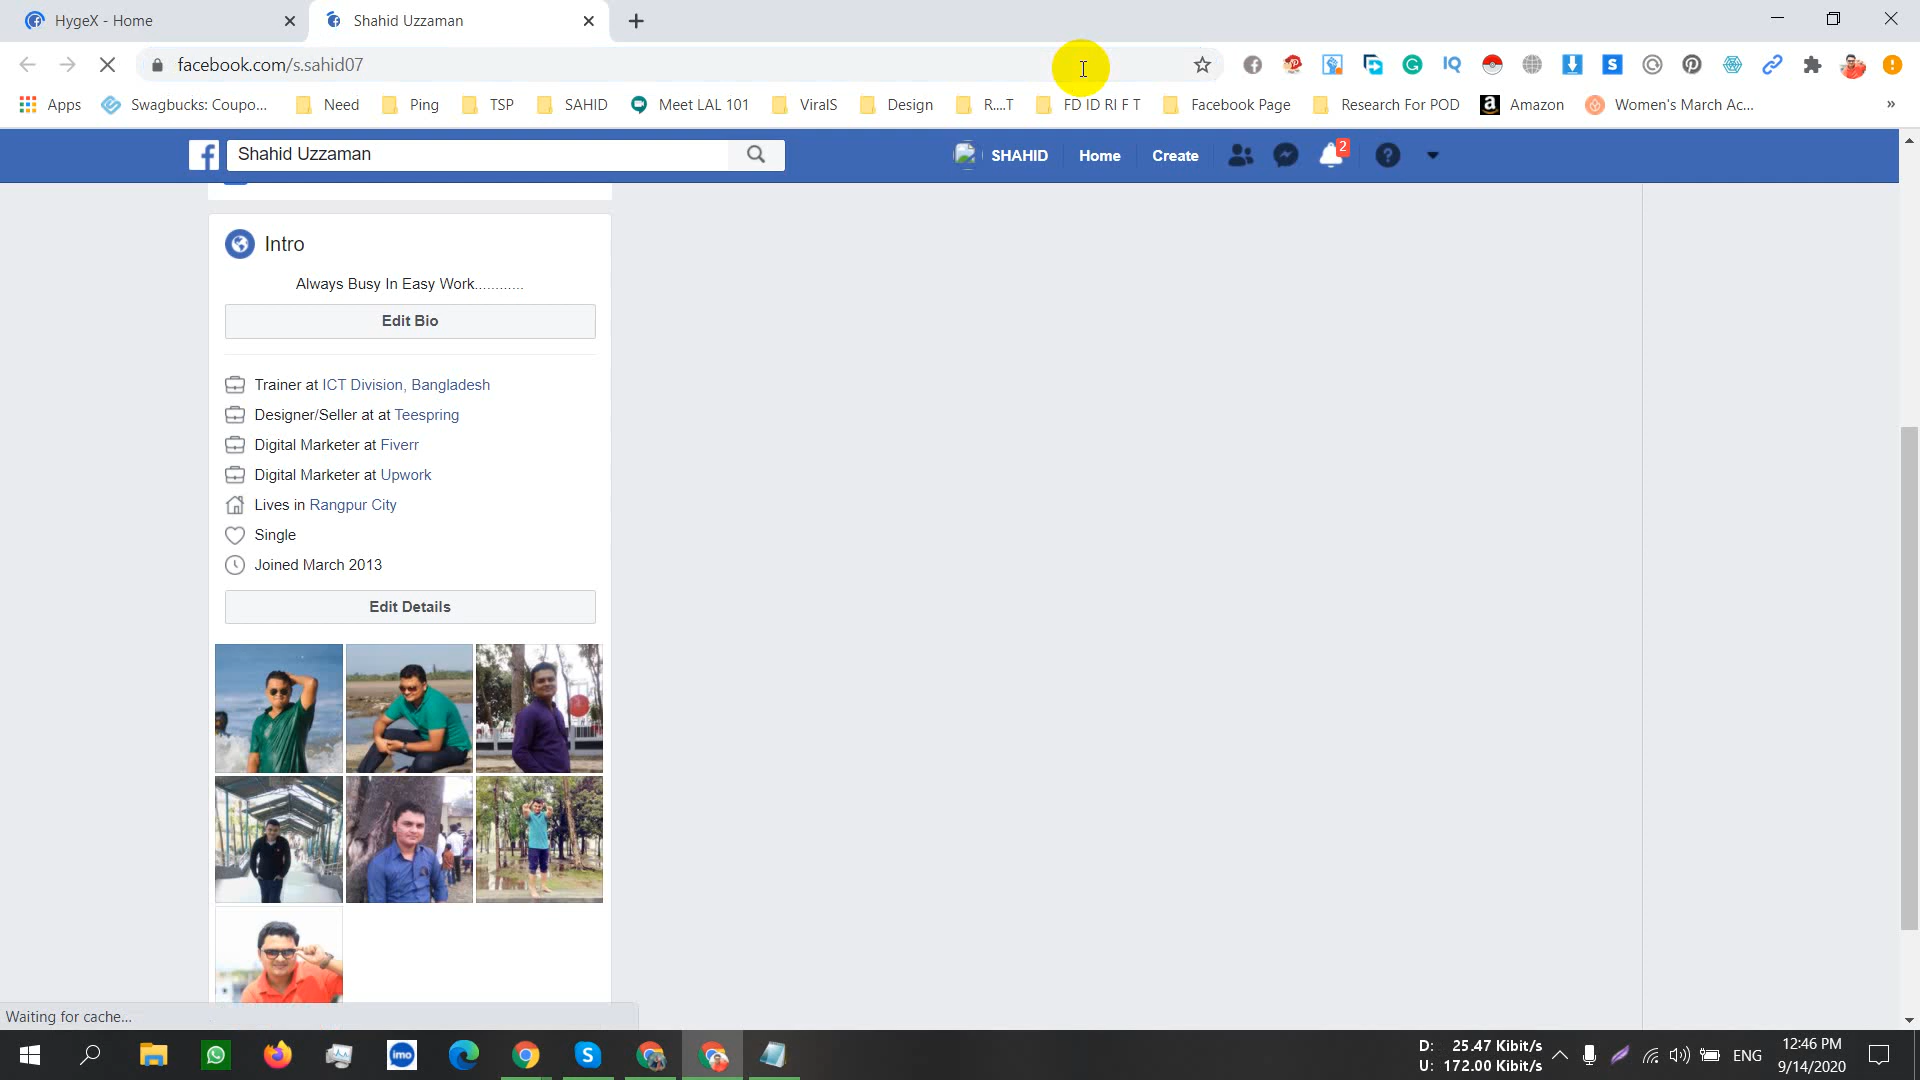 HygeX - Home
Shahid Uzzaman
facebook.com/s.sahid07
Apps
Swagbucks: Coupo...
Need
Ping
TSP
SAHID
Meet LAL 101
ViralS
Design
R....T
FD ID RI F T
Facebook Page
Research For POD
Amazon
Women's March Ac...
»
Shahid Uzzaman
SHAHID
Home
Create
2
Intro
Always Busy In Easy Work............
Edit Bio
Trainer at ICT Division, Bangladesh
Designer/Seller at at Teespring
Digital Marketer at Fiverr
Digital Marketer at Upwork
Lives in Rangpur City
Single
Joined March 2013
Edit Details
Waiting for cache...
imo
D: 25.47 Kibit/s
U: 172.00 Kibit/s
ENG
12:46 PM
9/14/2020